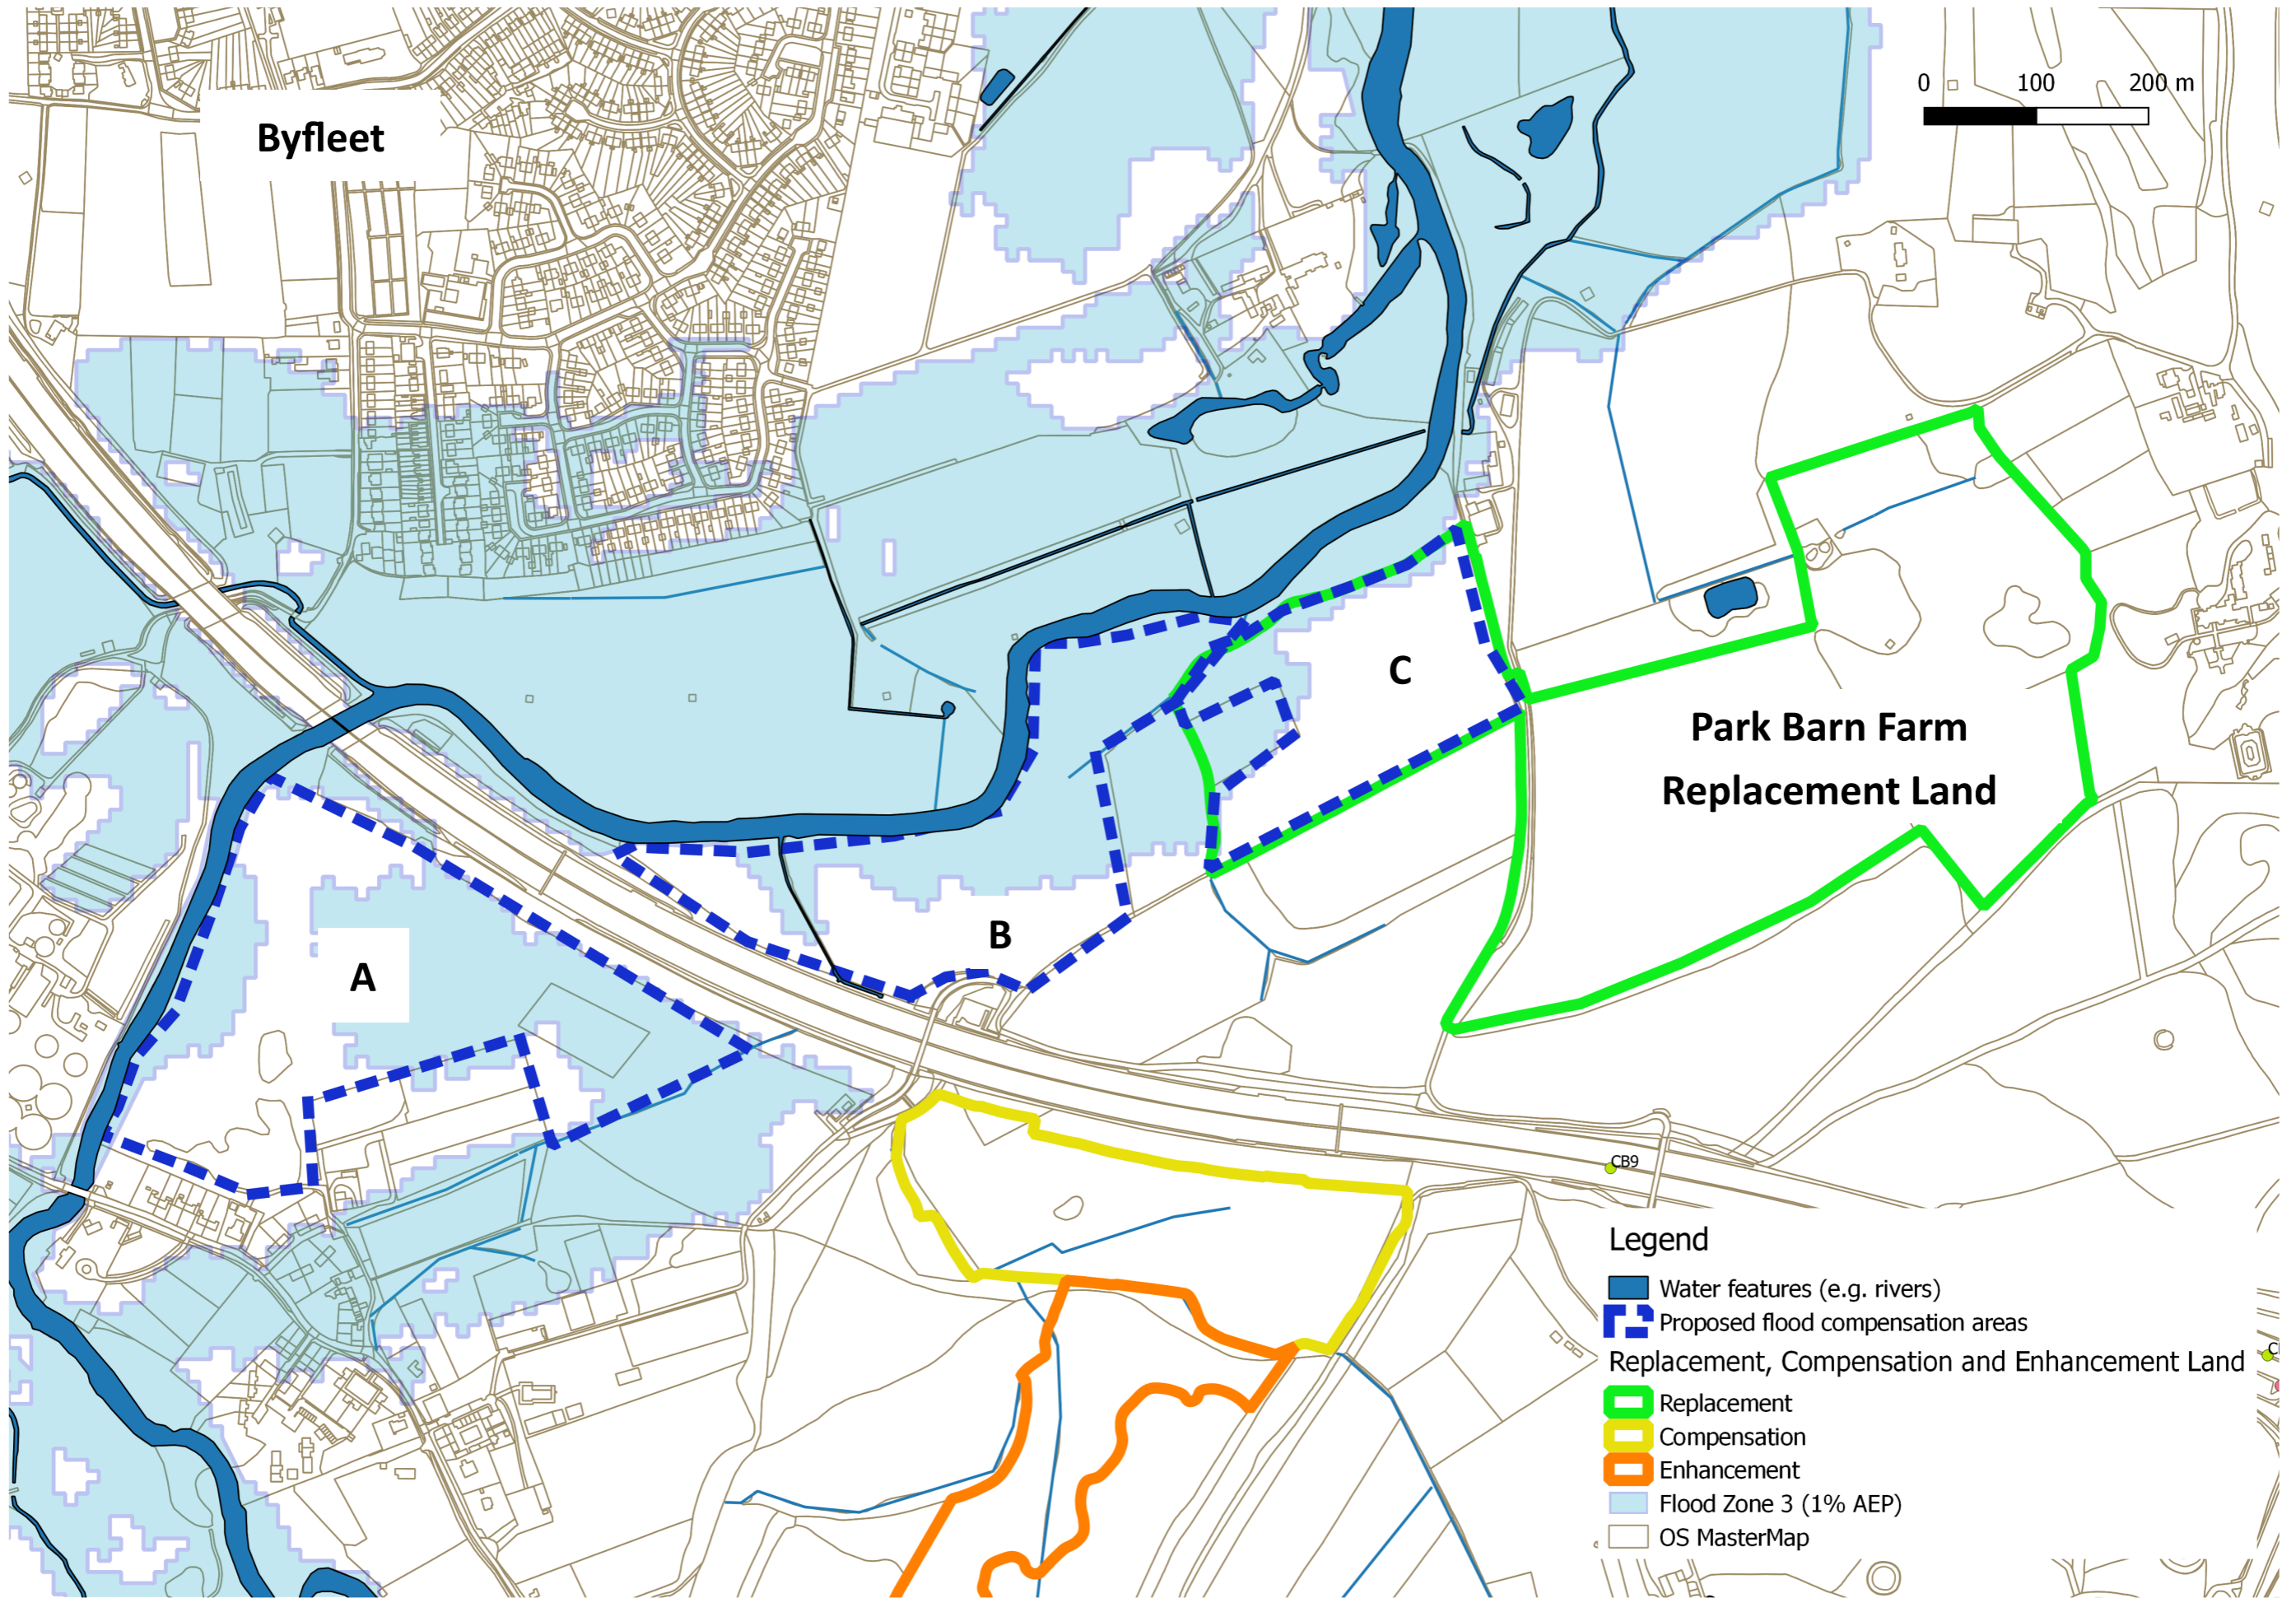 Byfleet
0 100 200 m
C
Park Barn Farm
Replacement Land
B
A
CB9
Legend
Water features (e.g. rivers)
Proposed flood compensation areas
Replacement, Compensation and Enhancement Land
C
Replacement
Compensation
Enhancement
Flood Zone 3 (1% AEP)
OS MasterMap